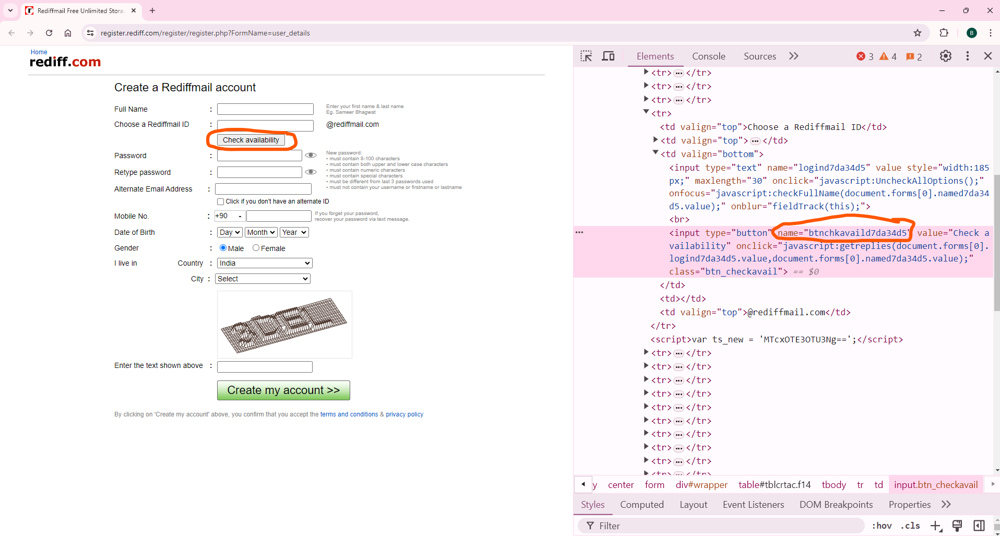 Rediffmail Free Unlimited Stora
register.rediff.com/register/register.php?FormName=user_details
B
Home
rediff.com
Create a Rediffmail account
Full Name :
Enter your first name & last name
Eg. Sameer Bhagwat
Choose a Rediffmail ID : @rediffmail.com
Check availability
Password :
New password:
• must contain 8-100 characters
• must contain both upper and lower case characters
• must contain numeric characters
• must contain special characters
• must be different from last 3 passwords used
• must not contain your username or firstname or lastname
Retype password :
Alternate Email Address :
Click if you don't have an alternate ID
Mobile No. : +90
If you forget your password,
recover your password via text message.
Date of Birth : Day Month Year
Gender : Male Female
I live in Country : India
City : Select
Enter the text shown above :
Create my account >>
By clicking on 'Create my account' above, you confirm that you accept the terms and conditions & privacy policy
Elements Console Sources 3 4 2
<tr> ••• </tr>
<tr> ••• </tr>
<tr> ••• </tr>
<tr>
<td valign="top">Choose a Rediffmail ID</td>
<td valign="top"> ••• </td>
<td valign="bottom">
<input type="text" name="logind7da34d5" value style="width:185
px;" maxlength="30" onclick="javascript:UncheckAllOptions();"
onfocus="javascript:checkFullName(document.forms[0].named7da34
d5.value);" onblur="fieldTrack(this);">
<br>
<input type="button" name="btnchkavaild7da34d5" value="Check a
vailability" onclick="javascript:getreplies(document.forms[0].
logind7da34d5.value,document.forms[0].named7da34d5.value);"
class="btn_checkavail"> == $0
</td>
<td></td>
<td valign="top">@rediffmail.com</td>
</tr>
<script>var ts_new = 'MTcxOTE3OTU3Ng==';</script>
<tr> ••• </tr>
<tr> ••• </tr>
<tr> ••• </tr>
<tr> ••• </tr>
<tr> ••• </tr>
<tr> ••• </tr>
<tr> ••• </tr>
<tr> ••• </tr>
<tr> ••• </tr>
<tr> ••• </tr>
y center form div#wrapper table#tblcrtac.f14 tbody tr td input.btn_checkavail
Styles Computed Layout Event Listeners DOM Breakpoints Properties
Filter :hov .cls